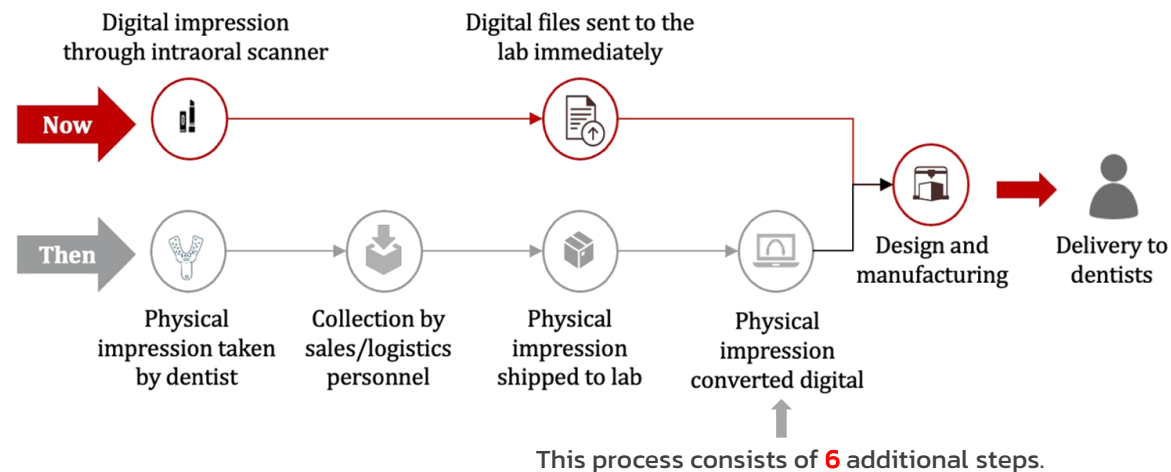 Digital impression
through intraoral scanner
Digital files sent to the
lab immediately
Now
Then
Physical
impression taken
by dentist
Collection by
sales/logistics
personnel
Physical
impression
shipped to lab
Physical
impression
converted digital
Design and
manufacturing
Delivery to
dentists
This process consists of 6 additional steps.